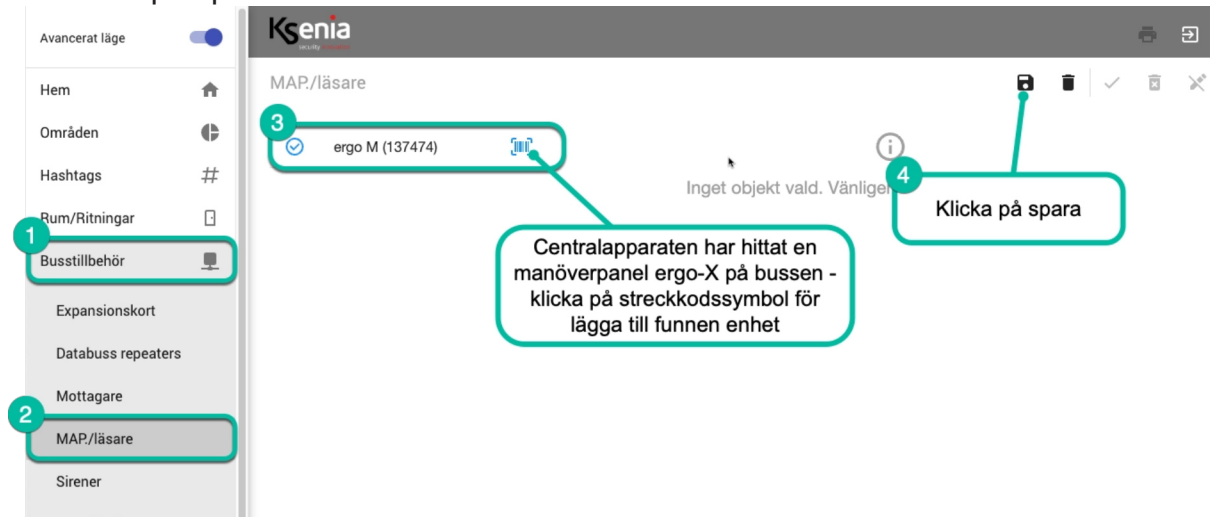 Avancerat läge
Ksenia
security innovation
Hem
MAP./läsare
Områden
3
ergo M (137474)
Hashtags
Inget objekt vald. Vänligen
4
Klicka på spara
Rum/Ritningar
1
Busstillbehör
Centralapparaten har hittat en
manöverpanel ergo-X på bussen -
klicka på streckkodssymbol för
lägga till funnen enhet
Expansionskort
Databuss repeaters
Mottagare
2
MAP./läsare
Sirener